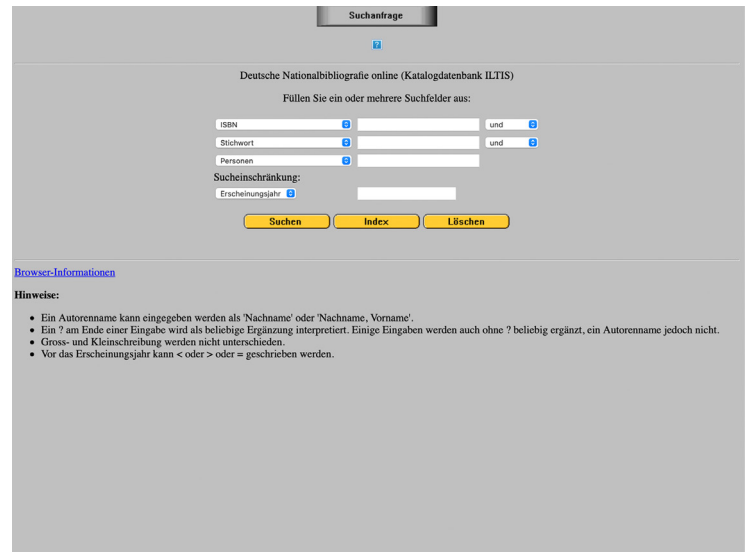 Suchanfrage
?
Deutsche Nationalbibliografie online (Katalogdatenbank ILTIS)
Füllen Sie ein oder mehrere Suchfelder aus:
ISBN und
Stichwort und
Personen
Sucheinschränkung:
Erscheinungsjahr
Suchen Index Löschen
Browser-Informationen
Hinweise:
Ein Autorenname kann eingegeben werden als 'Nachname' oder 'Nachname, Vorname'.
Ein ? am Ende einer Eingabe wird als beliebige Ergänzung interpretiert. Einige Eingaben werden auch ohne ? beliebig ergänzt, ein Autorenname jedoch nicht.
Gross- und Kleinschreibung werden nicht unterschieden.
Vor das Erscheinungsjahr kann < oder > oder = geschrieben werden.